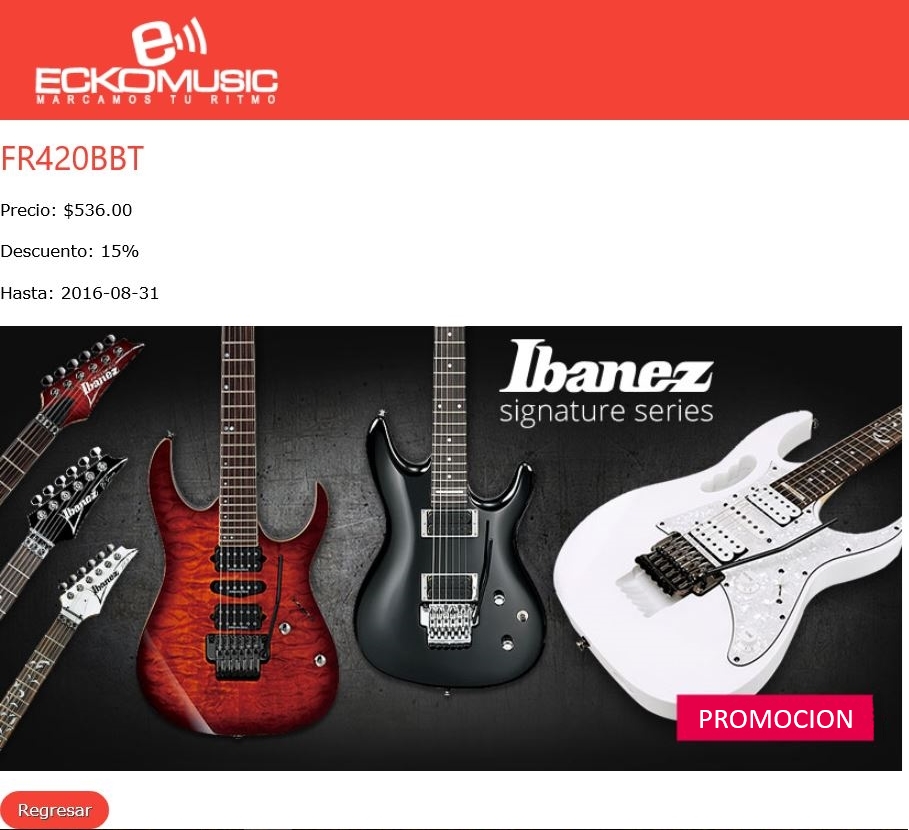 e
ECKOMUSIC
MARCAMOS TU RITMO
FR420BBT
Precio: $536.00
Descuento: 15%
Hasta: 2016-08-31
Ibanez
signature series
Ibanez
Ibanez
Ibanez
PROMOCION
Regresar